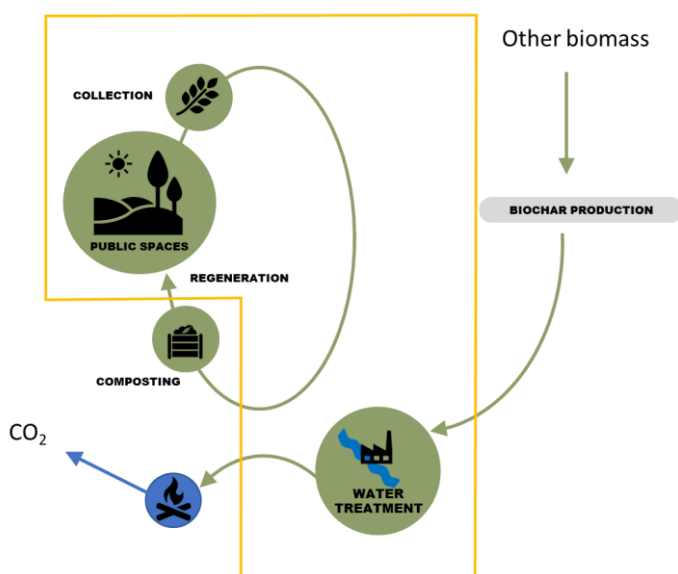 Other biomass
COLLECTION
BIOCHAR PRODUCTION
PUBLIC SPACES
REGENERATION
COMPOSTING
CO₂
WATER
TREATMENT